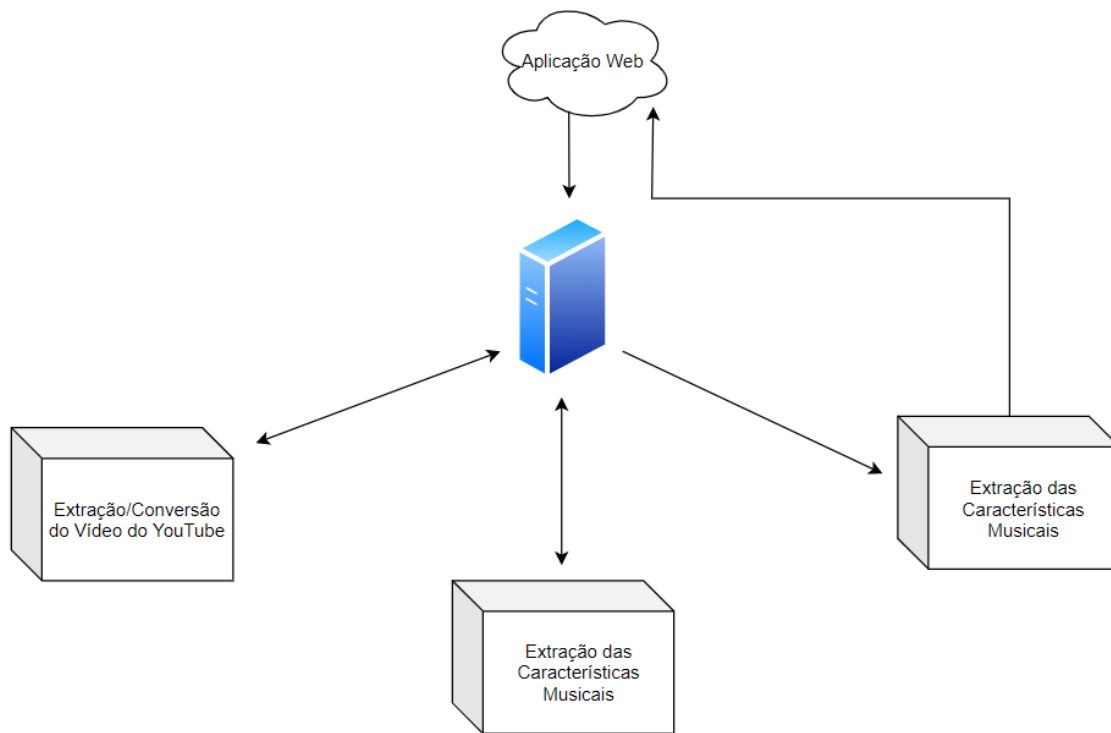 Aplicação Web
Extração/Conversão
do Vídeo do YouTube
Extração das
Características
Musicais
Extração das
Características
Musicais